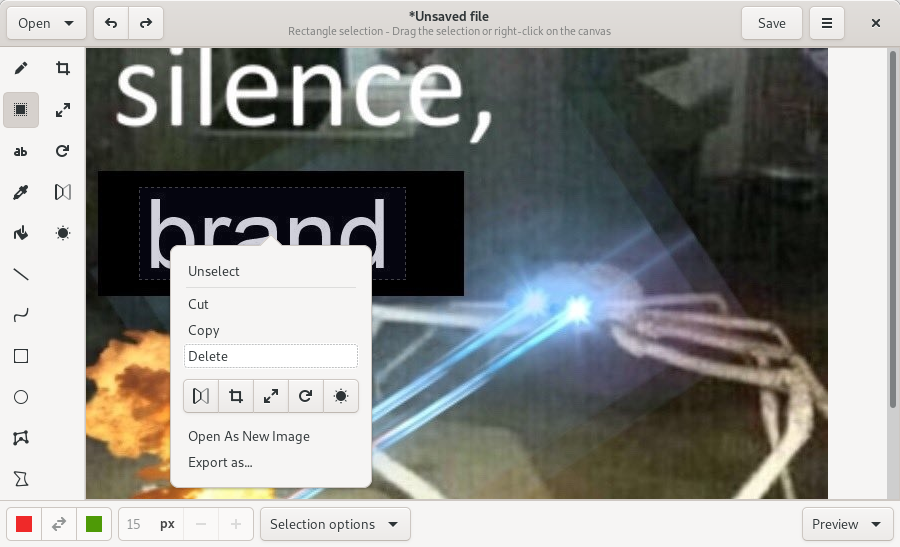 Open
*Unsaved file
Rectangle selection - Drag the selection or right-click on the canvas
Save
silence,
ab
brand
Unselect
Cut
Copy
Delete
Open As New Image
Export as...
15 px
Selection options
Preview